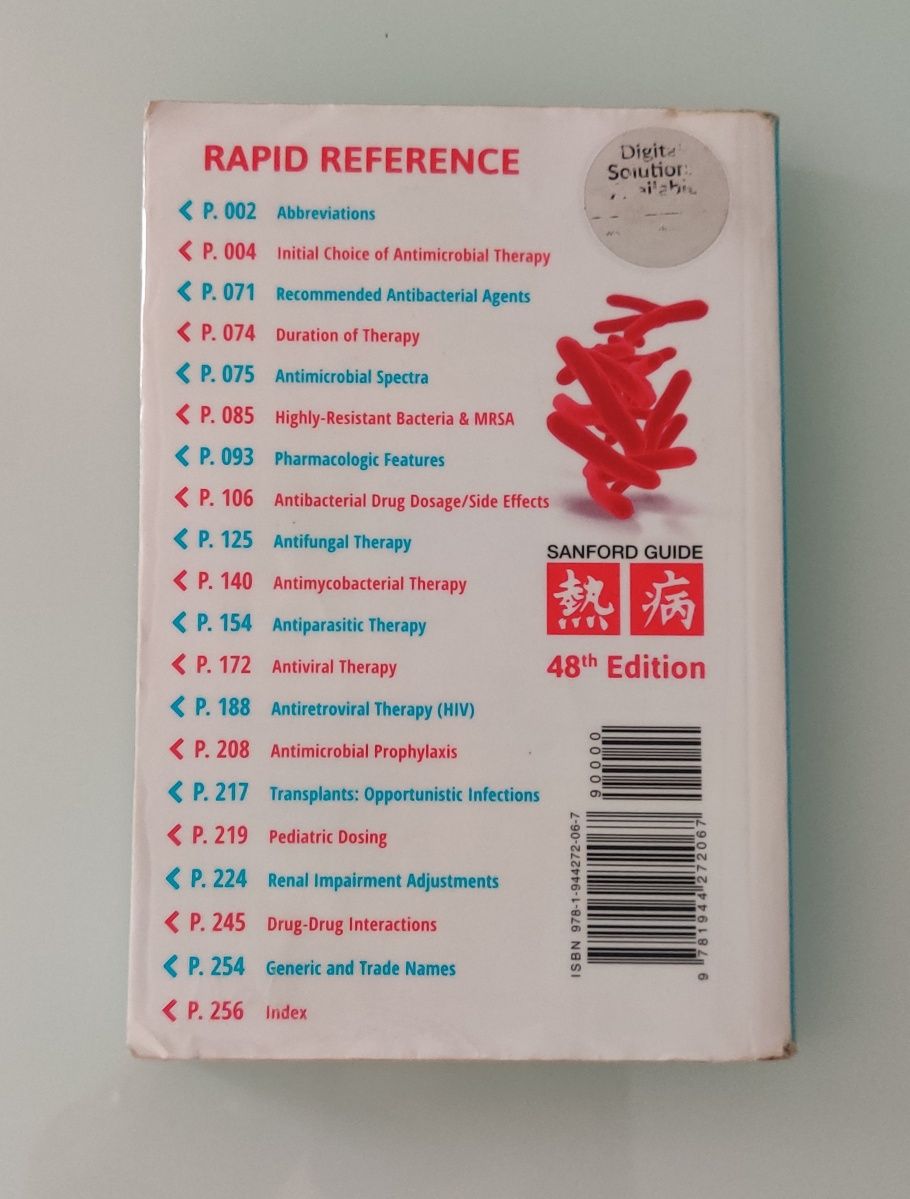 RAPID REFERENCE
< P. 002 Abbreviations
< P. 004 Initial Choice of Antimicrobial Therapy
< P. 071 Recommended Antibacterial Agents
< P. 074 Duration of Therapy
< P. 075 Antimicrobial Spectra
< P. 085 Highly-Resistant Bacteria & MRSA
< P. 093 Pharmacologic Features
< P. 106 Antibacterial Drug Dosage/Side Effects
< P. 125 Antifungal Therapy
< P. 140 Antimycobacterial Therapy
< P. 154 Antiparasitic Therapy
< P. 172 Antiviral Therapy
< P. 188 Antiretroviral Therapy (HIV)
< P. 208 Antimicrobial Prophylaxis
< P. 217 Transplants: Opportunistic Infections
< P. 219 Pediatric Dosing
< P. 224 Renal Impairment Adjustments
< P. 245 Drug-Drug Interactions
< P. 254 Generic and Trade Names
< P. 256 Index
Digital
Solutions
SANFORD GUIDE
熱病
48th Edition
90000
ISBN 978-1-944272-06-7
9 781944 272067